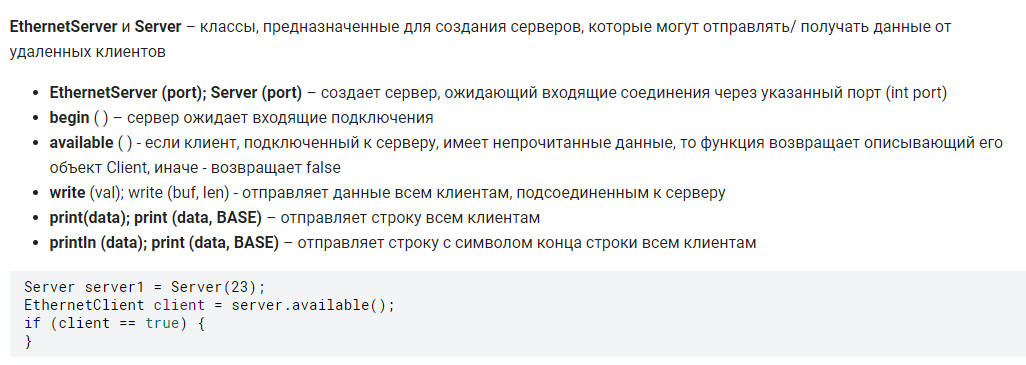 EthernetServer и Server – классы, предназначенные для создания серверов, которые могут отправлять/ получать данные от
удаленных клиентов
• EthernetServer (port); Server (port) – создает сервер, ожидающий входящие соединения через указанный порт (int port)
• begin ( ) – сервер ожидает входящие подключения
• available ( ) - если клиент, подключенный к серверу, имеет непрочитанные данные, то функция возвращает описывающий его
объект Client, иначе - возвращает false
• write (val); write (buf, len) - отправляет данные всем клиентам, подсоединенным к серверу
• print(data); print (data, BASE) – отправляет строку всем клиентам
• println (data); print (data, BASE) – отправляет строку с символом конца строки всем клиентам
Server server1 = Server(23);
EthernetClient client = server.available();
if (client == true) {
}